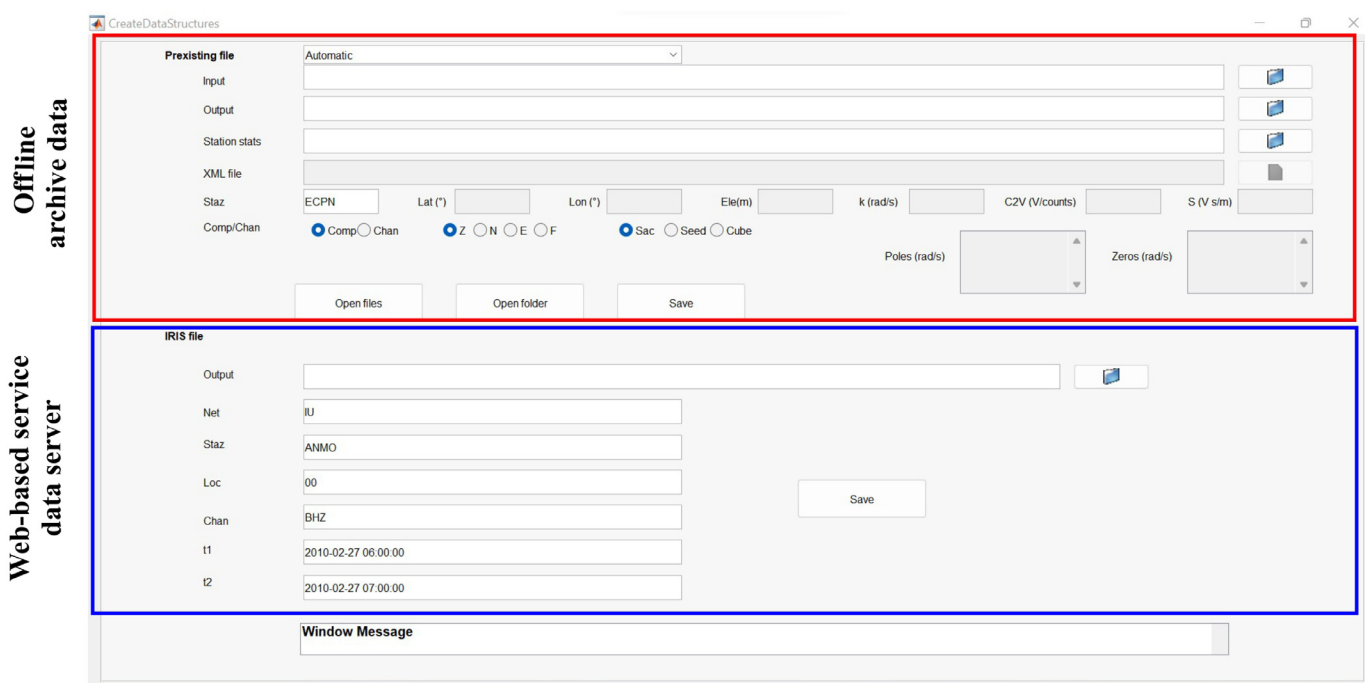 CreateDataStructures
Offline
archive data
Prexisting file
Automatic
Input
Output
Station stats
XML file
Staz
ECPN
Lat (°)
Lon (°)
Ele(m)
k (rad/s)
C2V (V/counts)
S (V s/m)
Comp/Chan
Comp
Chan
Z
N
E
F
Sac
Seed
Cube
Poles (rad/s)
Zeros (rad/s)
Open files
Open folder
Save
Web-based service
data server
IRIS file
Output
Net
IU
Staz
ANMO
Loc
00
Save
Chan
BHZ
t1
2010-02-27 06:00:00
t2
2010-02-27 07:00:00
Window Message